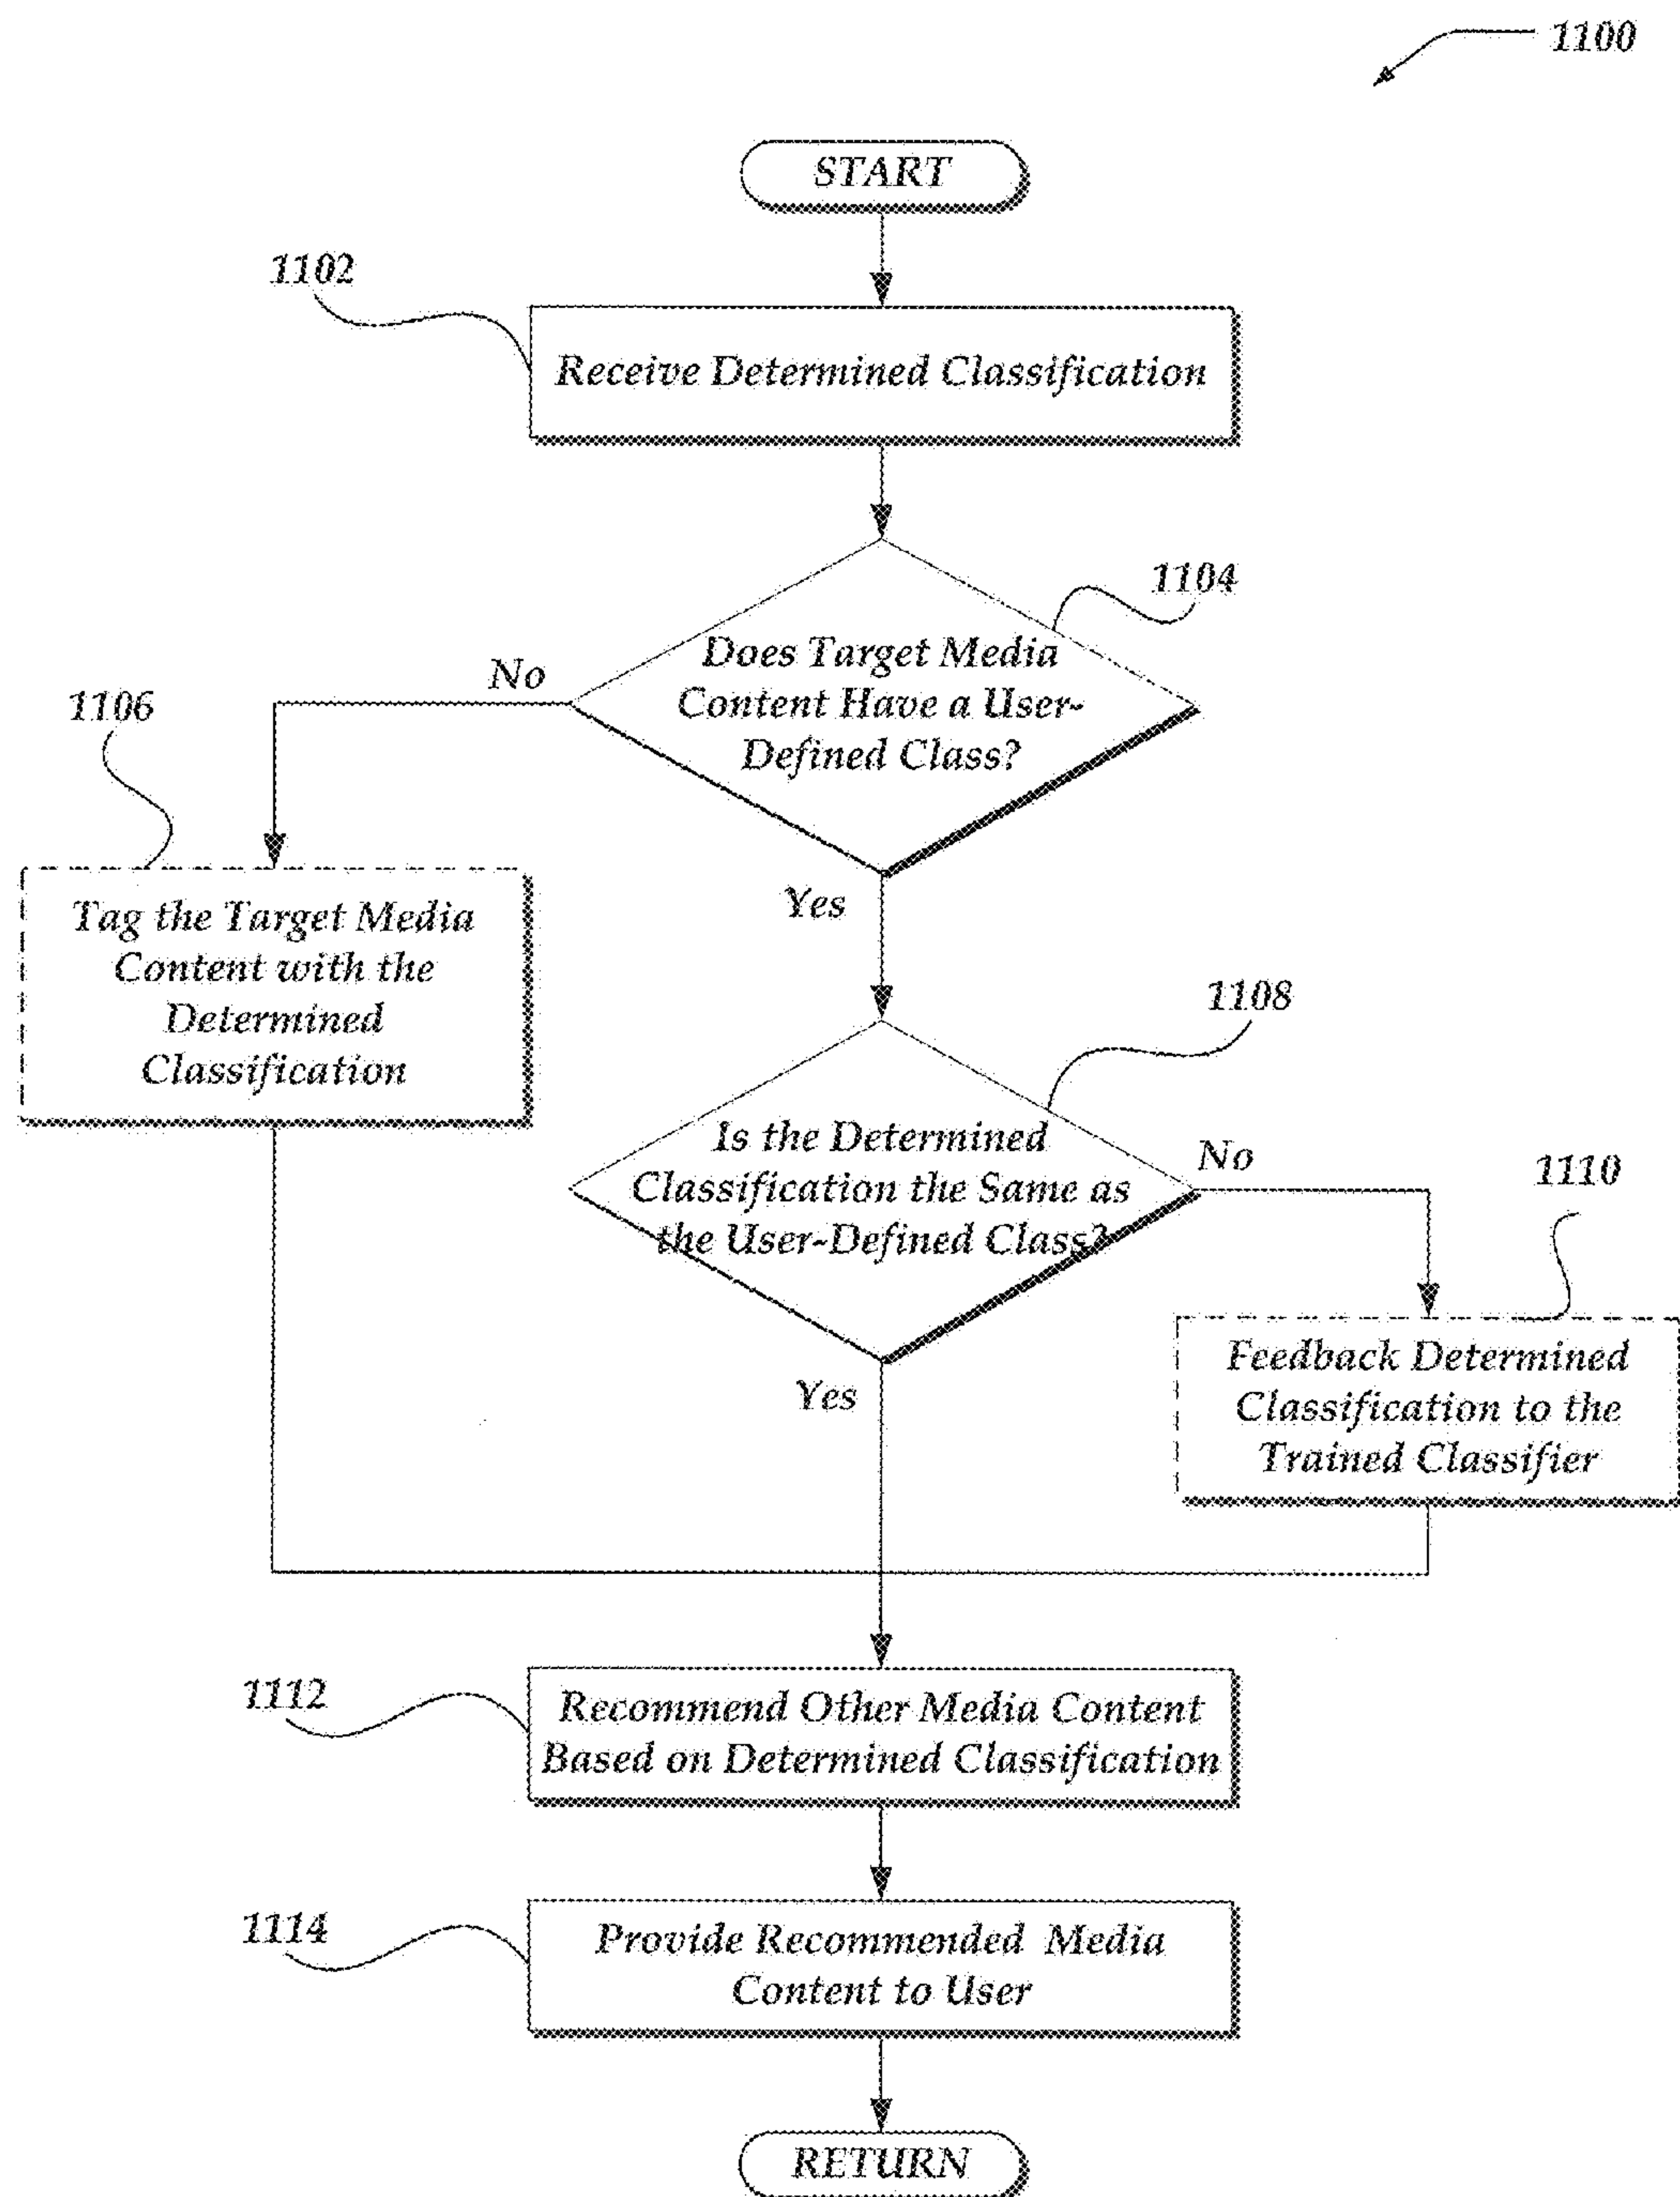 1100
START
1102
Receive Determined Classification
1104
Does Target Media
Content Have a User-
Defined Class?
No
Yes
1106
Tag the Target Media
Content with the
Determined
Classification
1108
Is the Determined
Classification the Same as
the User-Defined Class?
No
Yes
1110
Feedback Determined
Classification to the
Trained Classifier
1112
Recommend Other Media Content
Based on Determined Classification
1114
Provide Recommended Media
Content to User
RETURN